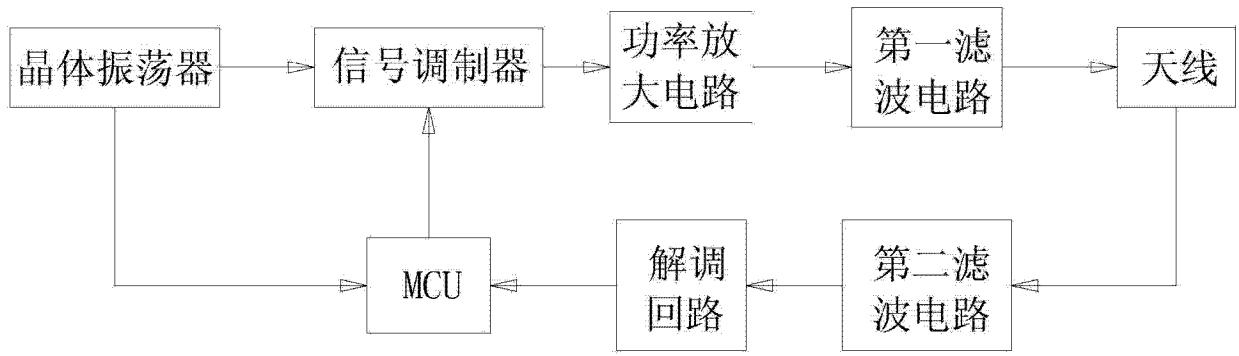 晶体振荡器
信号调制器
功率放
大电路
第一滤
波电路
天线
MCU
解调
回路
第二滤
波电路